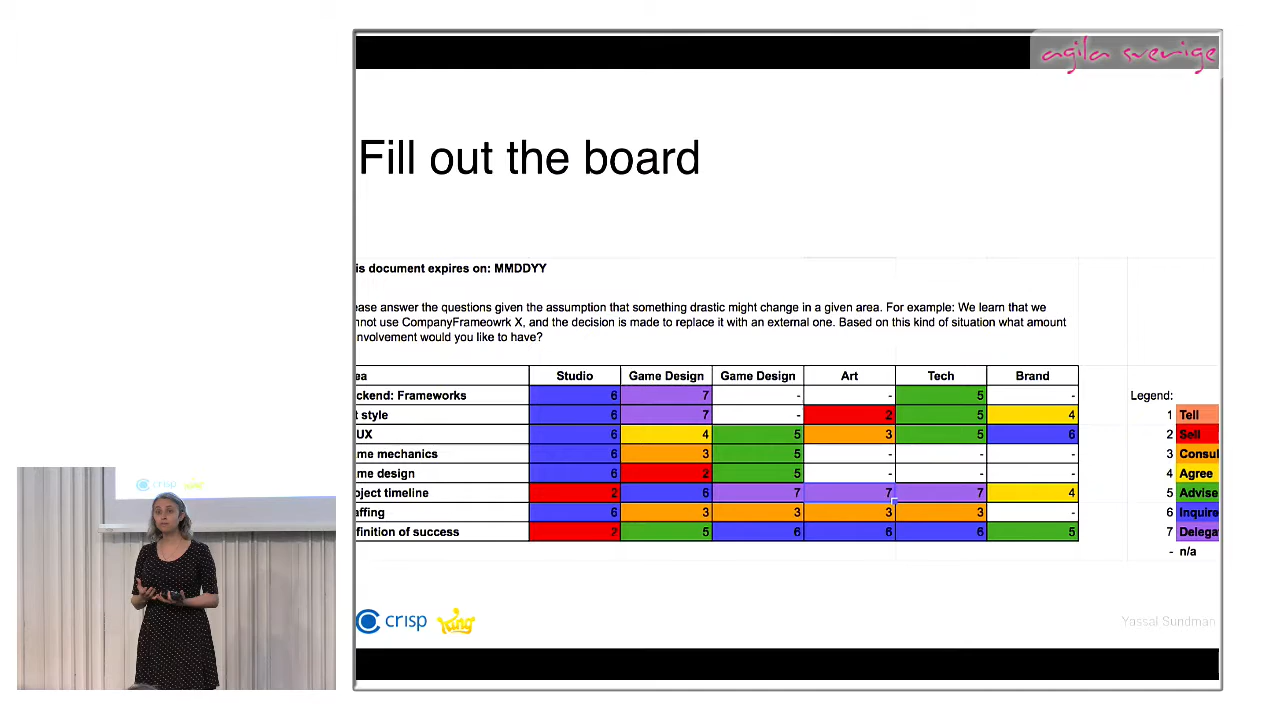 agila sverige
Fill out the board
is document expires on: MMDDYY
ease answer the questions given the assumption that something drastic might change in a given area. For example: We learn that we
nnot use CompanyFrameowrk X, and the decision is made to replace it with an external one. Based on this kind of situation what amount
involvement would you like to have?
ea Studio Game Design Game Design Art Tech Brand
ckend: Frameworks 6 7 - - 5 - Legend:
t style 6 7 - 2 5 4 1 Tell
UX 6 4 5 3 5 6 2 Sell
me mechanics 6 3 5 - - - 3 Consul
me design 6 2 5 - - - 4 Agree
oject timeline 2 6 7 7 7 4 5 Advise
affing 6 3 3 3 3 - 6 Inquire
finition of success 2 5 6 6 6 5 7 Delega
- n/a
crisp King
Yassal Sundman
crisp